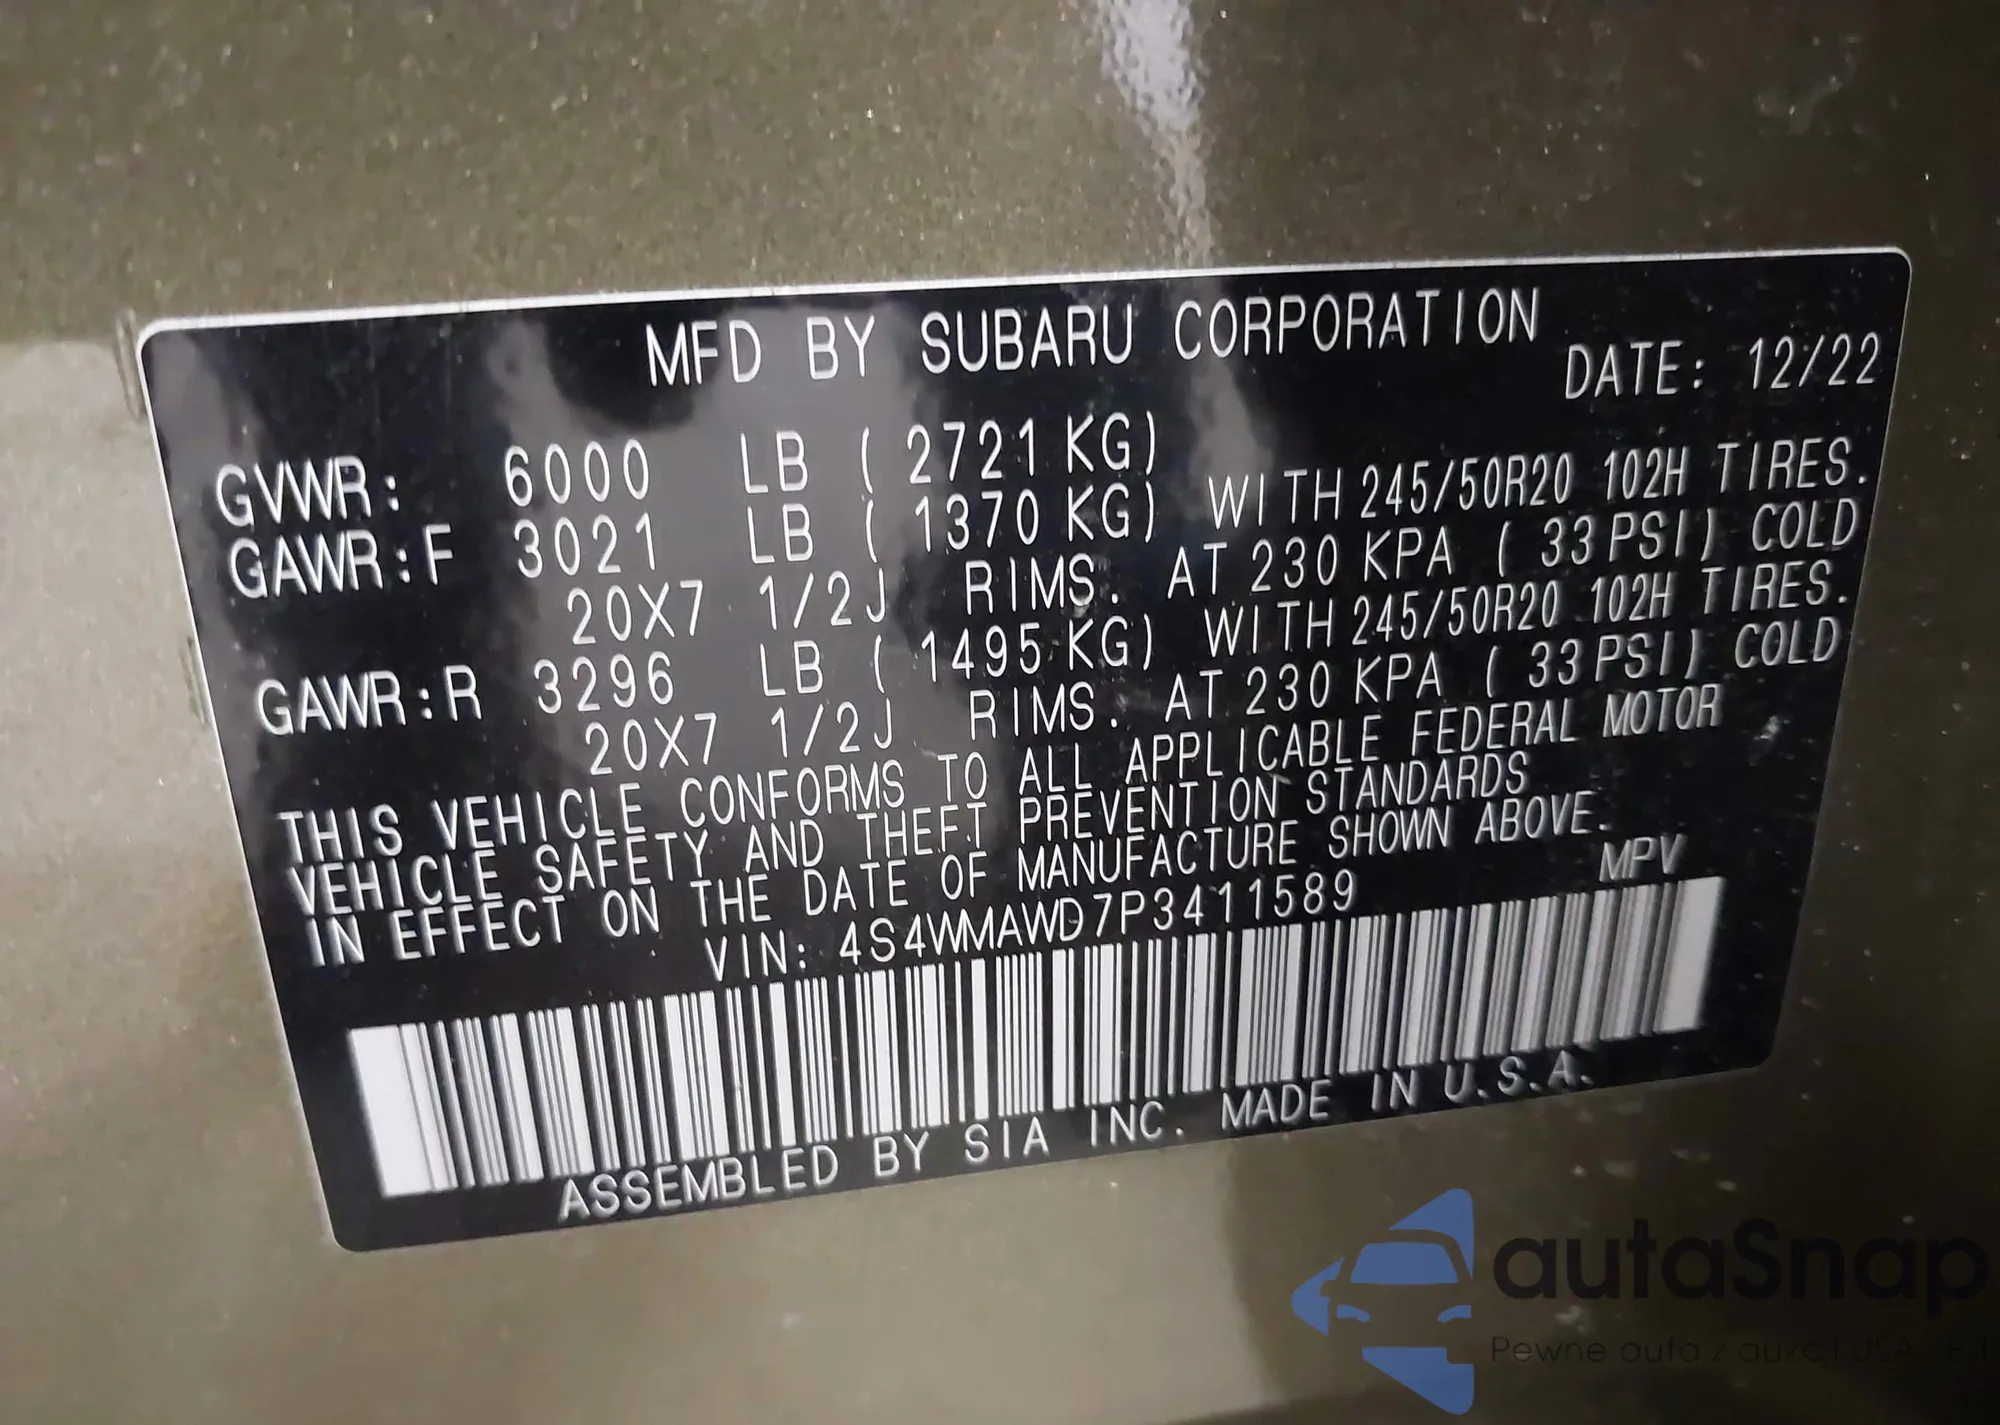 MFD BY SUBARU CORPORATION
DATE: 12/22
GVWR: 6000 LB ( 2721 KG)
GAWR:F 3021 LB ( 1370 KG) WITH 245/50R20 102H TIRES.
20X7 1/2J RIMS. AT 230 KPA ( 33 PSI) COLD
GAWR:R 3296 LB ( 1495 KG) WITH 245/50R20 102H TIRES.
20X7 1/2J RIMS. AT 230 KPA ( 33 PSI) COLD
THIS VEHICLE CONFORMS TO ALL APPLICABLE FEDERAL MOTOR
VEHICLE SAFETY AND THEFT PREVENTION STANDARDS
IN EFFECT ON THE DATE OF MANUFACTURE SHOWN ABOVE.
VIN: 4S4WMAWD7P3411589 MPV
ASSEMBLED BY SIA INC. MADE IN U.S.A.
autaSnap
Pewne auta z aukcji USA